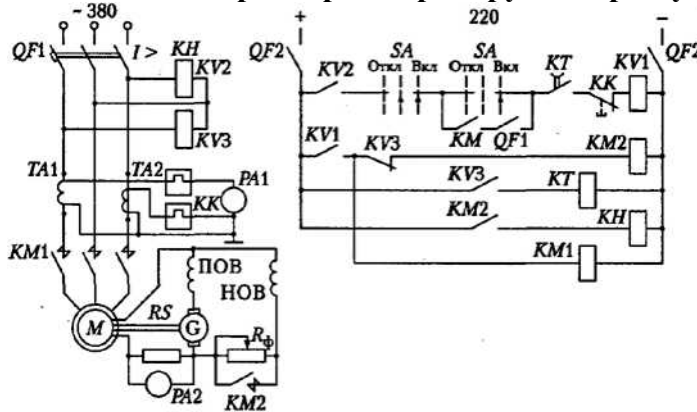 ~ 380
220
+
–
QF1
I >
KH
KV2
KV3
TA1
TA2
PA1
KK
KM1
ПОВ
НОВ
M
RS
G
Rф
PA2
KM2
QF2
KV2
SA
Откл Вкл
SA
Откл Вкл
KT
KK
KV1
QF2
KM
QF1
KV1
KV3
KM2
KV3
KT
KM2
KH
KM1